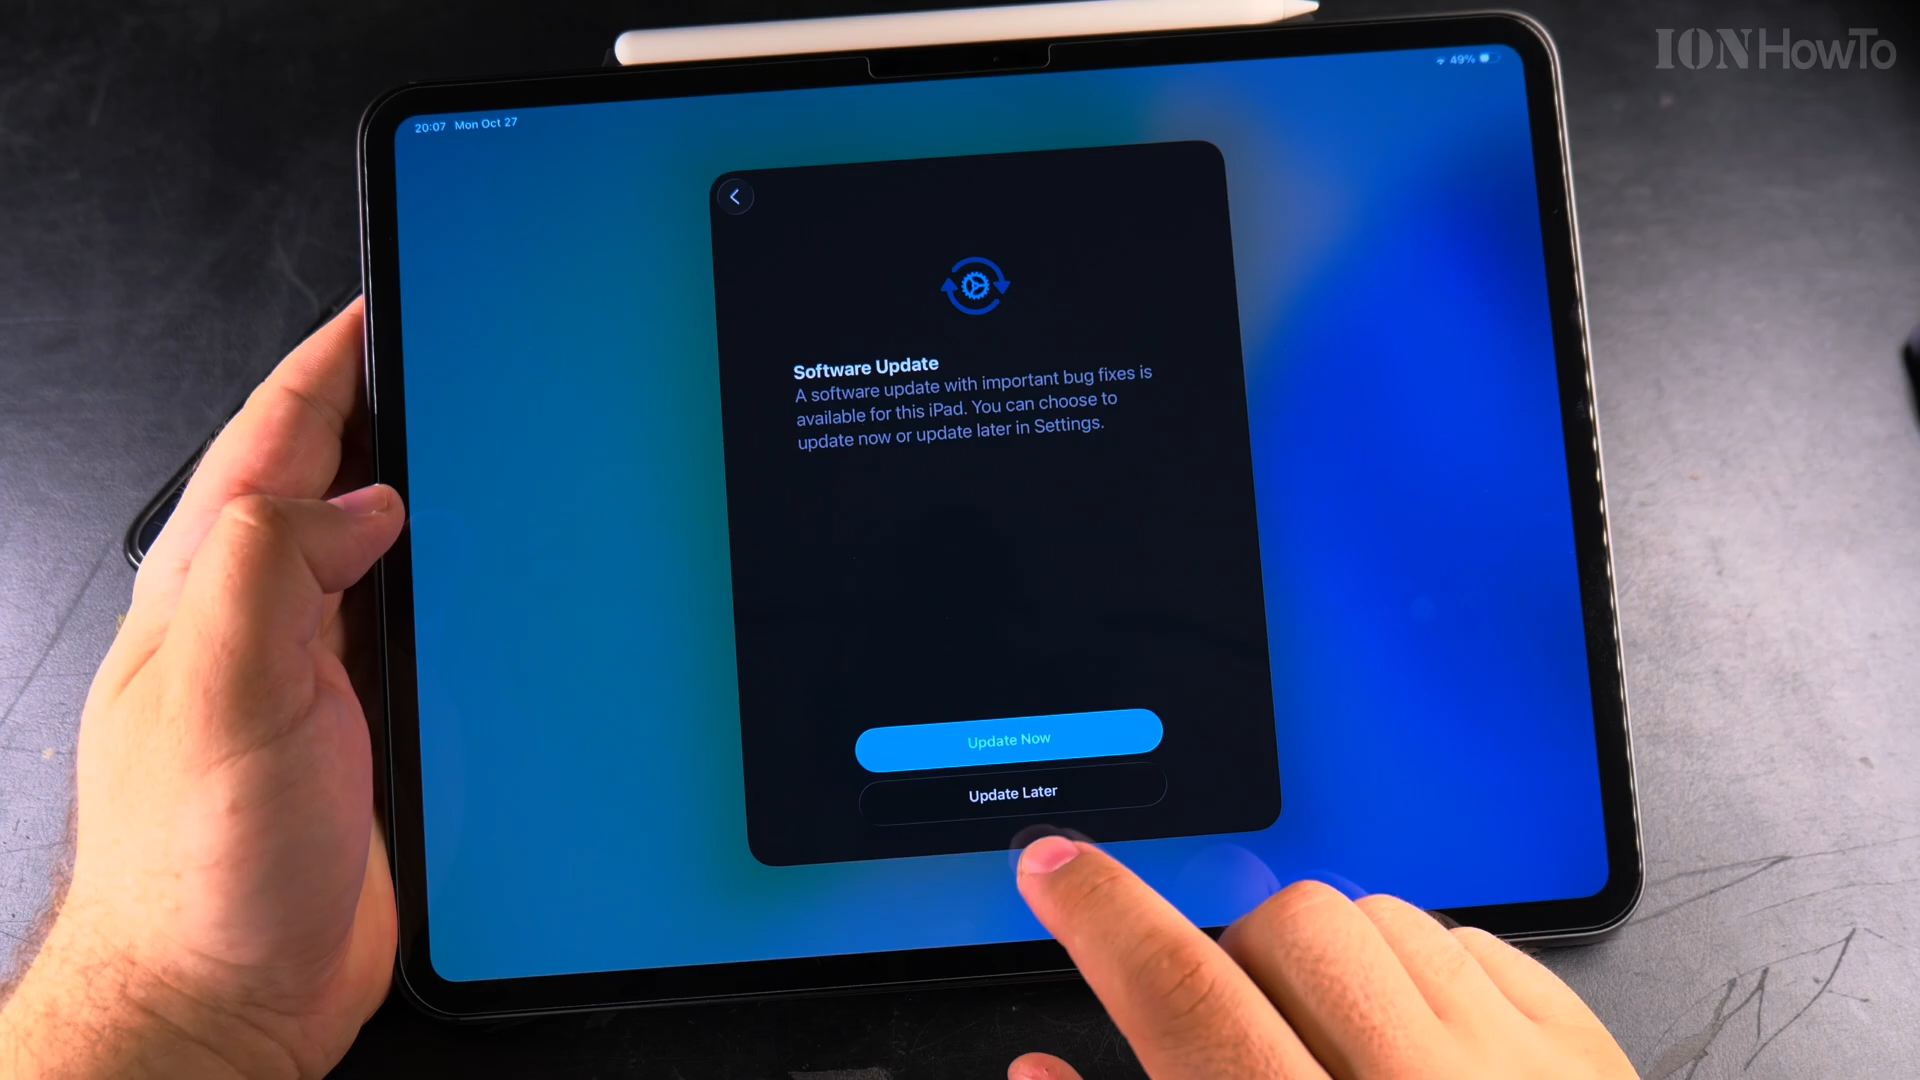 IONHowTo
20:07 Mon Oct 27
49%
Software Update
A software update with important bug fixes is
available for this iPad. You can choose to
update now or update later in Settings.
Update Now
Update Later